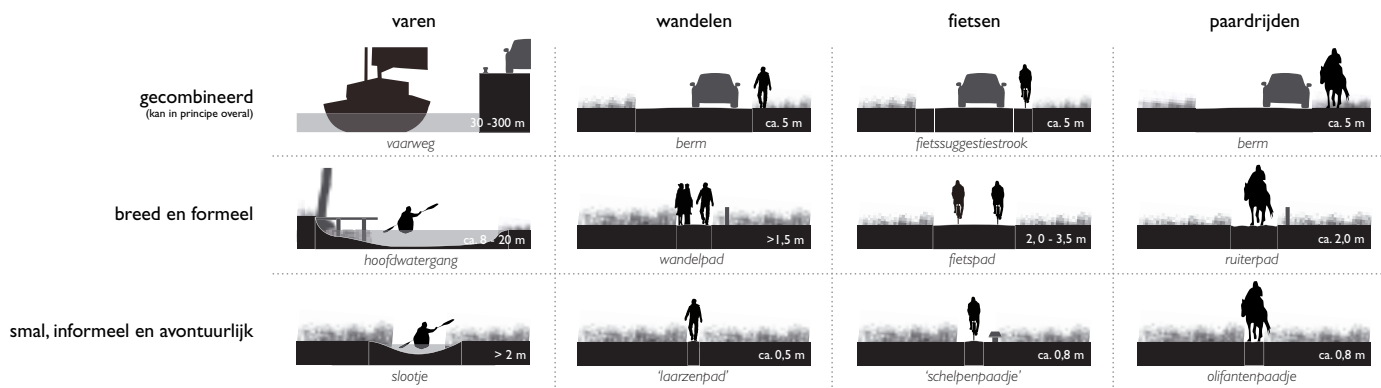 varen
wandelen
fietsen
paardrijden
gecombineerd
(kan in principe overal)
30 -300 m
ca. 5 m
ca. 5 m
ca. 5 m
vaarweg
berm
fietssuggestiestrook
berm
breed en formeel
ca. 8 - 20 m
>1,5 m
2, 0 - 3,5 m
ca. 2,0 m
hoofdwatergang
wandelpad
fietspad
ruiterpad
smal, informeel en avontuurlijk
> 2 m
ca. 0,5 m
ca. 0,8 m
ca. 0,8 m
slootje
'laarzenpad'
'schelpenpaadje'
olifantenpaadje